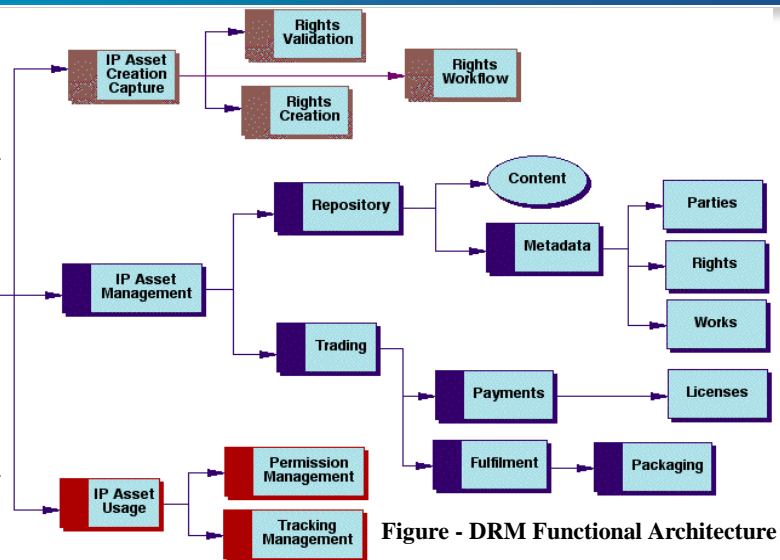 Rights
Validation
IP Asset
Creation
Capture
Rights
Workflow
Rights
Creation
Content
Repository
Parties
Metadata
Rights
IP Asset
Management
Works
Trading
Payments
Licenses
Permission
Management
Fulfilment
Packaging
IP Asset
Usage
Tracking
Management
Figure - DRM Functional Architecture